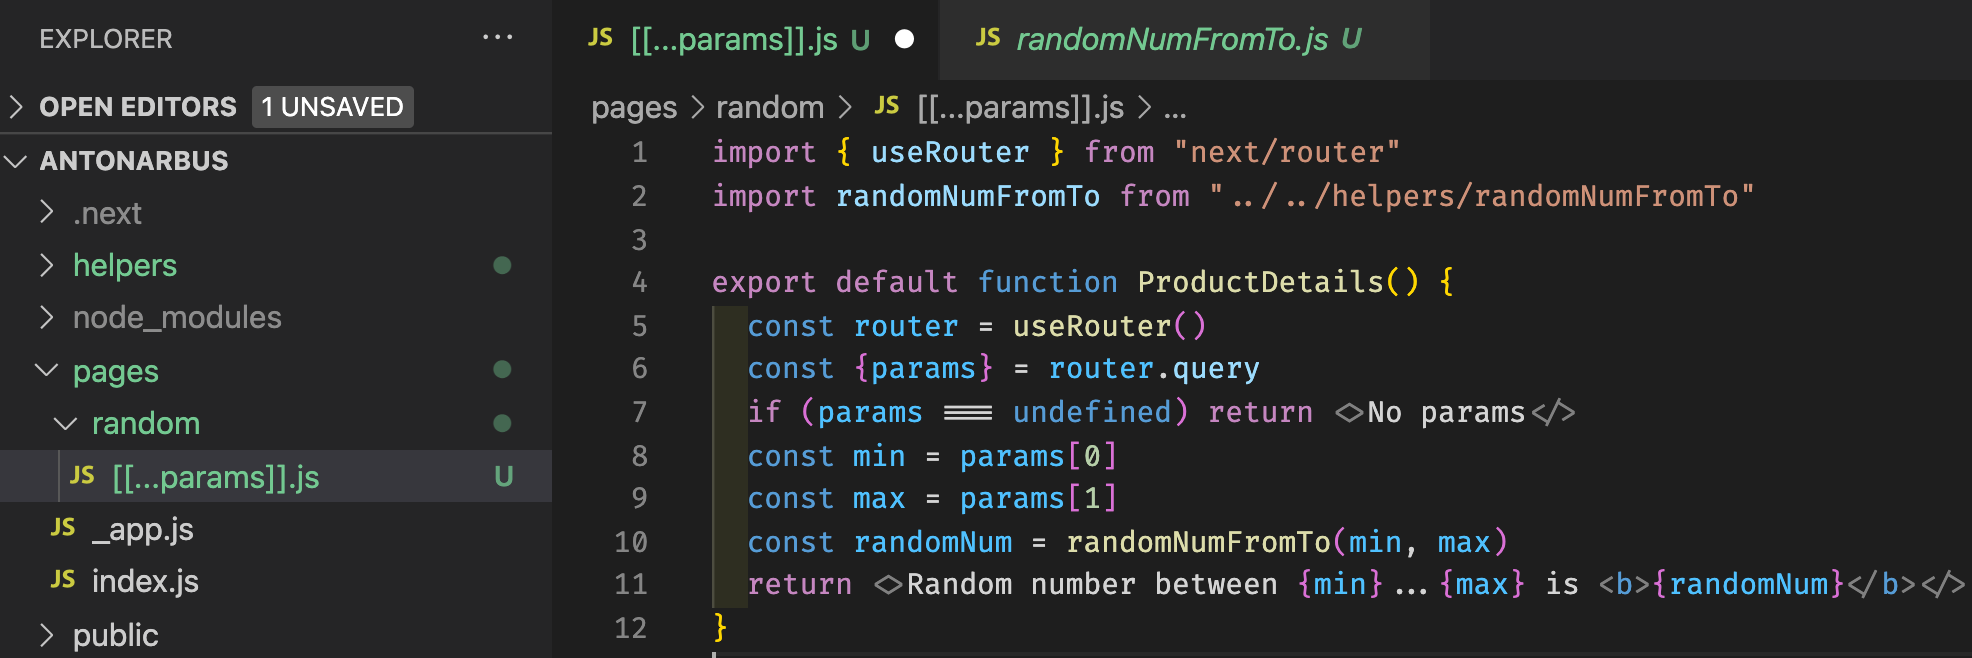 EXPLORER ...
OPEN EDITORS 1 UNSAVED
ANTONARBUS
.next
helpers
node_modules
pages
random
JS [[...params]].js U
JS _app.js
JS index.js
public
JS [[...params]].js U
JS randomNumFromTo.js U
pages > random > JS [[...params]].js > ...
1 import { useRouter } from "next/router"
2 import randomNumFromTo from "../../helpers/randomNumFromTo"
3
4 export default function ProductDetails() {
5 const router = useRouter()
6 const {params} = router.query
7 if (params === undefined) return <>No params</>
8 const min = params[0]
9 const max = params[1]
10 const randomNum = randomNumFromTo(min, max)
11 return <>Random number between {min}...{max} is <b>{randomNum}</b></>
12 }